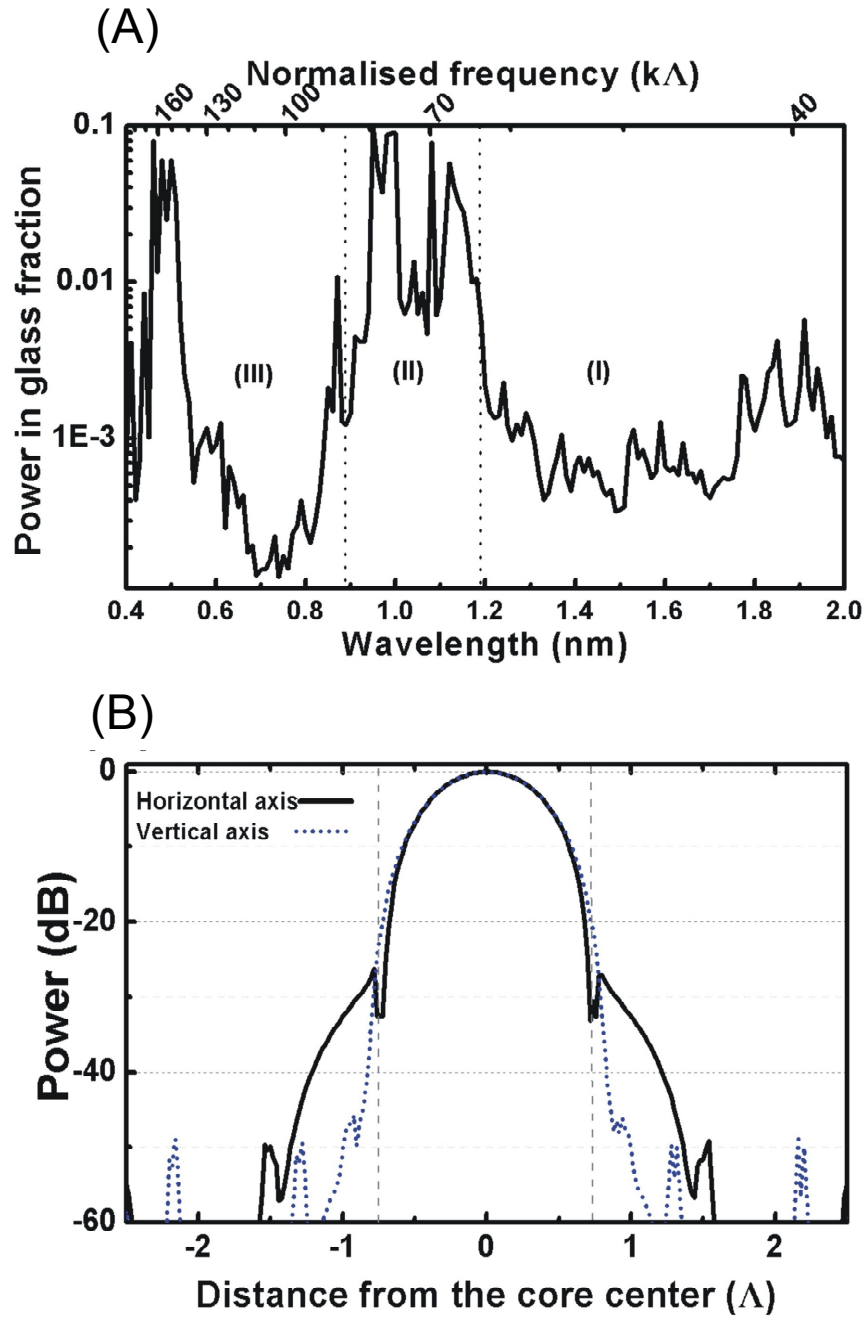 (A)
Normalised frequency (kΛ)
160 130 100 70 40
0.1
0.01
1E-3
Power in glass fraction
(III) (II) (I)
0.4 0.6 0.8 1.0 1.2 1.4 1.6 1.8 2.0
Wavelength (nm)
(B)
0
-20
-40
-60
Power (dB)
Horizontal axis
Vertical axis
-2 -1 0 1 2
Distance from the core center (Λ)